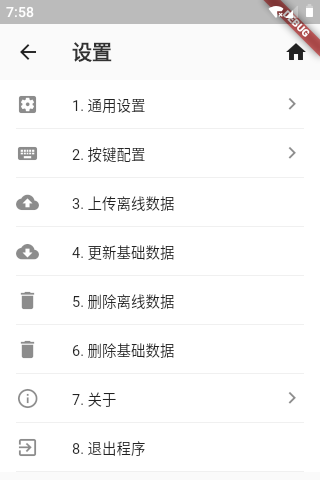 7:58
DEBUG
设置
1. 通用设置
2. 按键配置
3. 上传离线数据
4. 更新基础数据
5. 删除离线数据
6. 删除基础数据
7. 关于
8. 退出程序